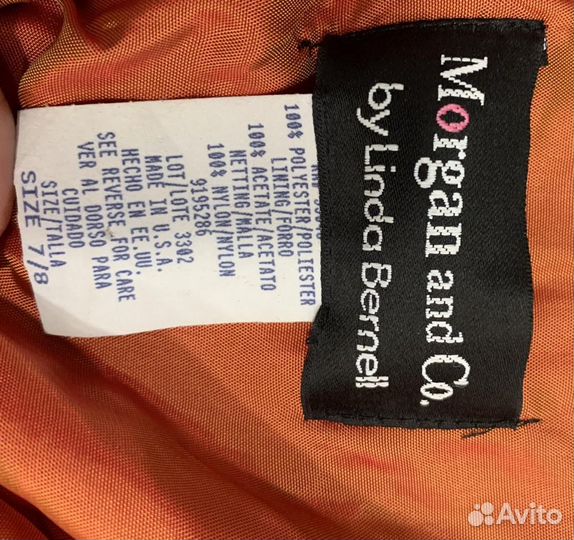 Morgan and Co.
by Linda Bernell
100% POLYESTER/POLIESTER
LINING/FORRO
100% ACETATE/ACETATO
NETTING/MALLA
100% NYLON/NYLON
9195286
LOT/LOTE 3302
MADE IN U.S.A.
HECHO EN EE.UU.
SEE REVERSE FOR CARE
VER AL DORSO PARA
CUIDADO
SIZE/TALLA
SIZE 7/8
Avito